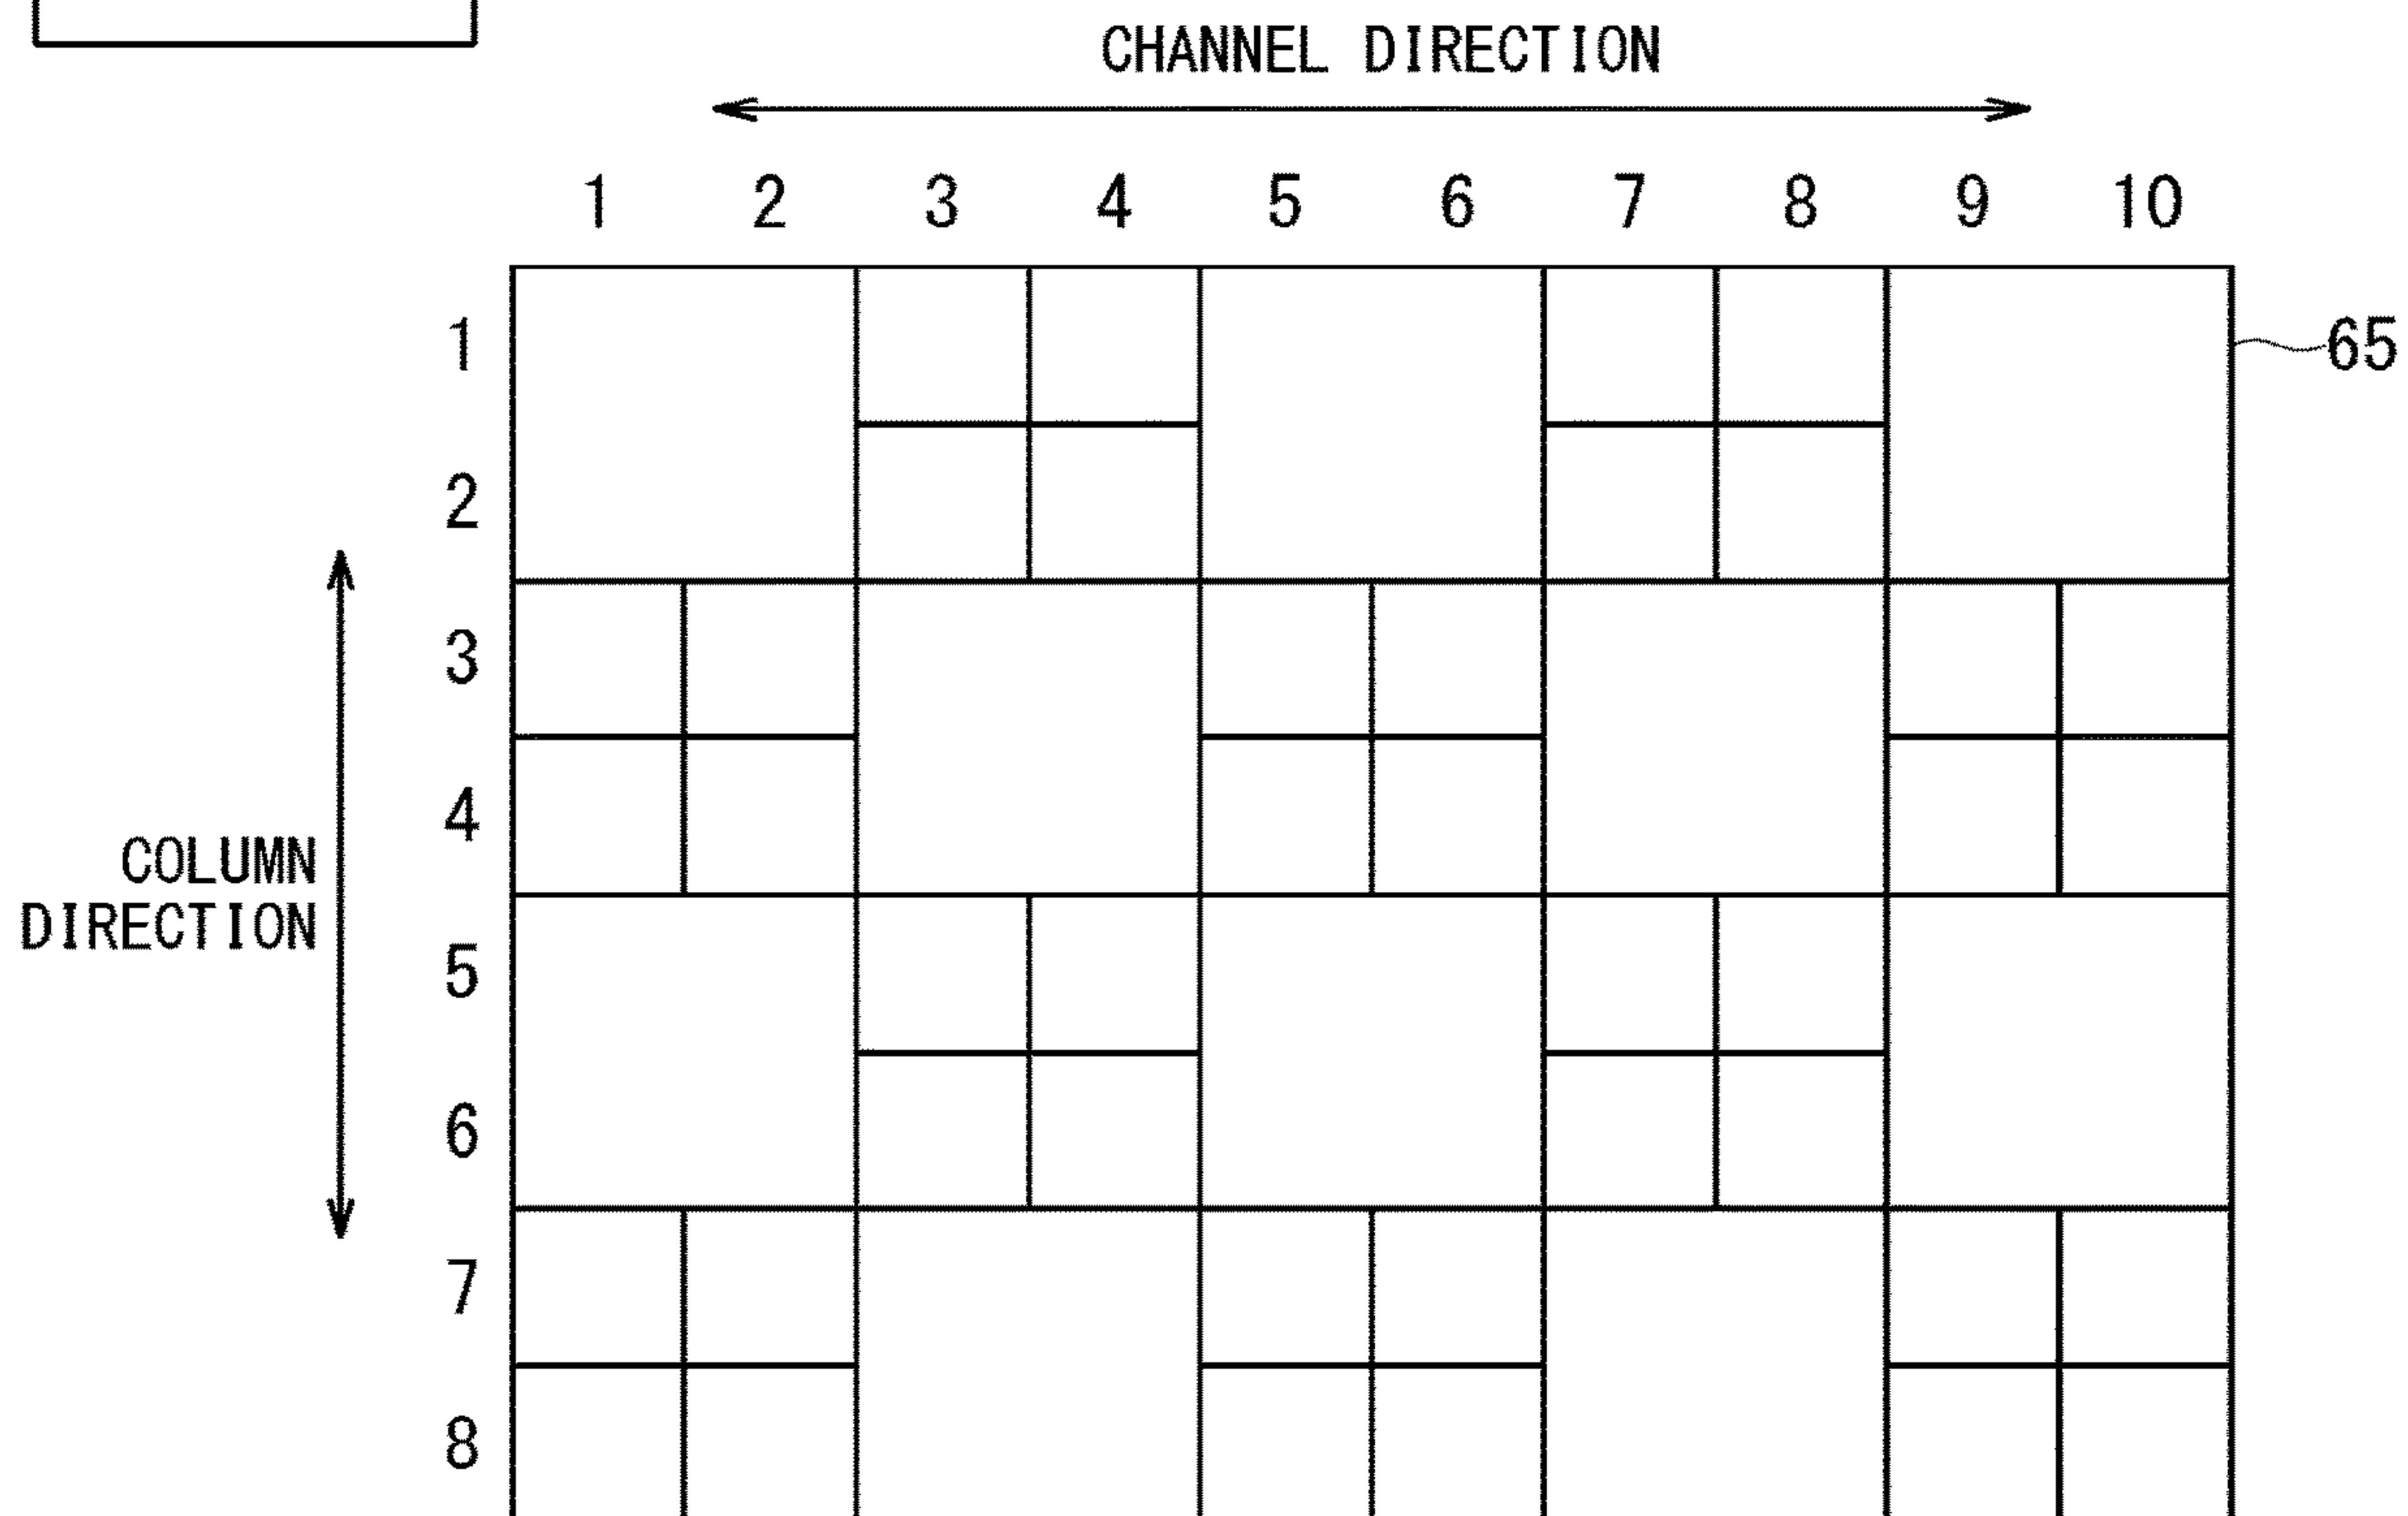 CHANNEL DIRECTION
1 2 3 4 5 6 7 8 9 10
1
65
2
3
4
COLUMN
DIRECTION
5
6
7
8